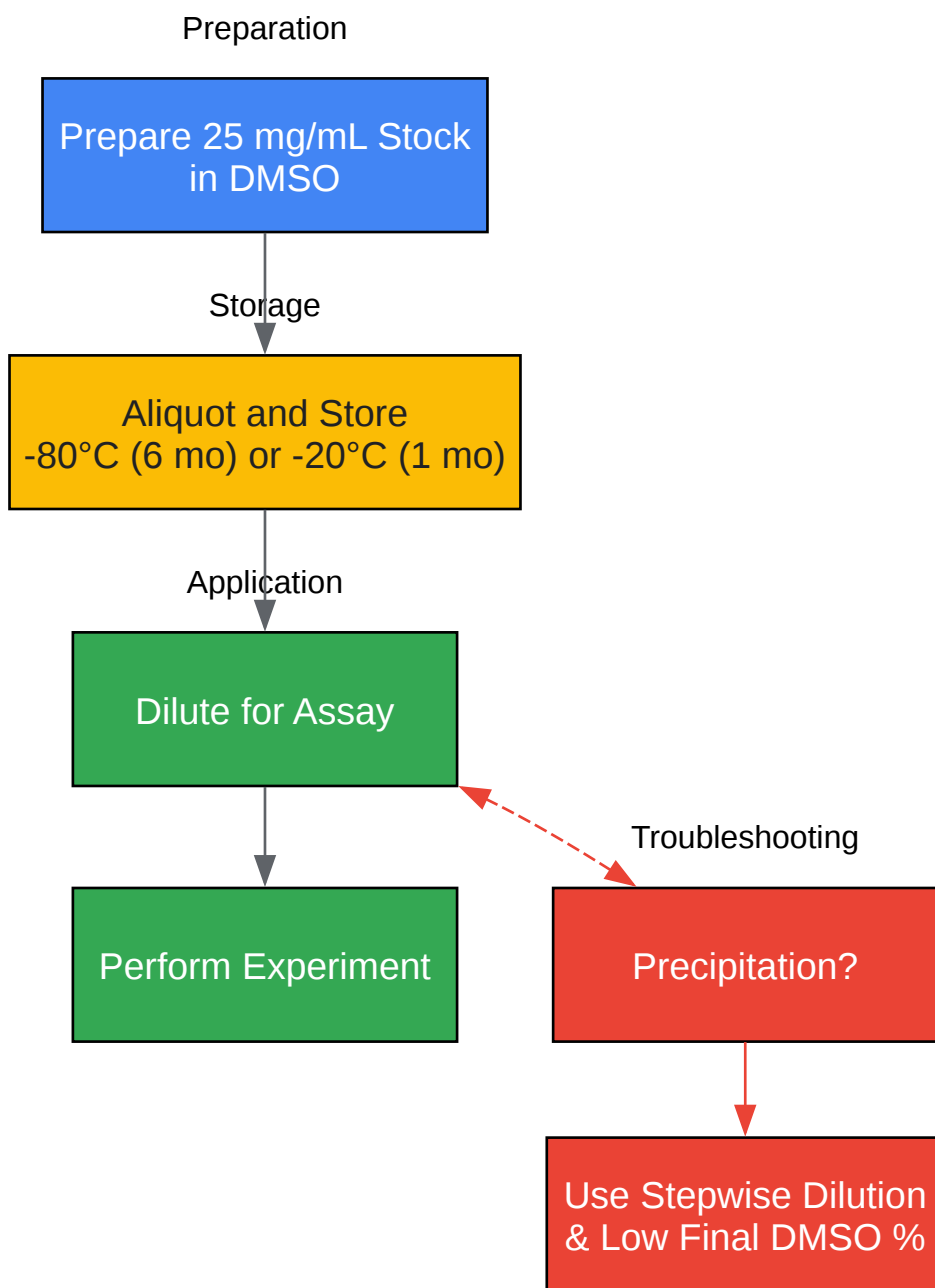 Preparation
Prepare 25 mg/mL Stock
in DMSO
Storage
Aliquot and Store
-80°C (6 mo) or -20°C (1 mo)
Application
Dilute for Assay
Troubleshooting
Perform Experiment
Precipitation?
Use Stepwise Dilution
& Low Final DMSO %